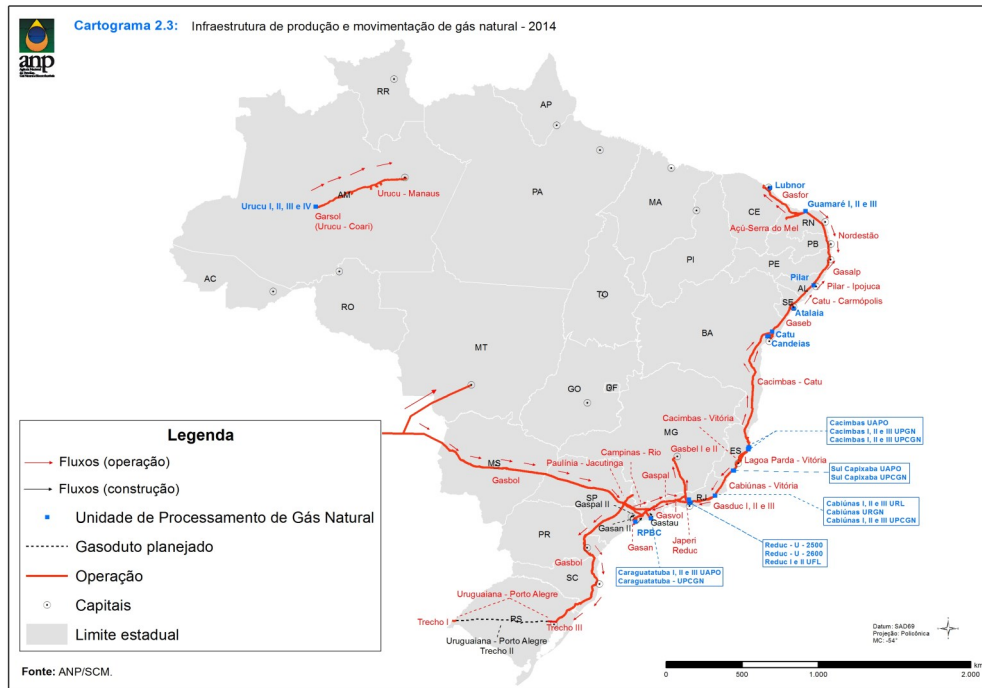 Cartograma 2.3: Infraestrutura de produção e movimentação de gás natural - 2014
anp
RR
AP
AM
Urucu - Manaus
Urucu I, II, III e IV
Garsol
(Urucu - Coari)
PA
MA
CE
Lubnor
Gasfor
Guamaré I, II e III
Açú-Serra do Mel
RN
Nordestão
PB
PI
PE
Gasalp
AC
Pilar
AL
Pilar - Ipojuca
RO
TO
SE
Catu - Carmópolis
Atalaia
BA
Gaseb
Catu
Candeias
MT
GO
DF
Cacimbas - Catu
MG
Cacimbas - Vitória
Gasbel I e II
ES
Cacimbas UAPO
Cacimbas I, II e III UPGN
Cacimbas I, II e III UPCGN
Campinas - Rio
Paulínia - Jacutinga
Gaspal
Lagoa Parda - Vitória
Sul Capixaba UAPO
Sul Capixaba UPCGN
MS
Gasbol
Cabiúnas - Vitória
SP
Gaspal II
RJ
Gasduc I, II e III
Cabiúnas I, II e III URL
Cabiúnas URGN
Cabiúnas I, II e III UPCGN
Gasvol
Gastau
Gasan II
RPBC
Gasan
Japeri
Reduc
Reduc - U - 2500
Reduc - U - 2600
Reduc I e II UFL
PR
Gasbol
Caraguatatuba I, II e III UAPO
Caraguatatuba - UPCGN
SC
Uruguaiana - Porto Alegre
Trecho I
RS
Trecho III
Uruguaiana - Porto Alegre
Trecho II
Legenda
Fluxos (operação)
Fluxos (construção)
Unidade de Processamento de Gás Natural
Gasoduto planejado
Operação
Capitais
Limite estadual
Fonte: ANP/SCM.
Datum: SAD69
Projeção: Policônica
MC: -54°
km
0 500 1.000 2.000